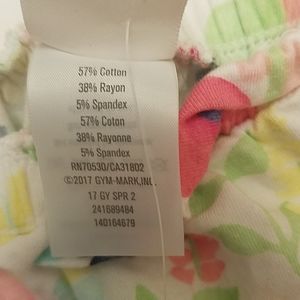 57% Cotton
38% Rayon
5% Spandex
57% Coton
38% Rayonne
5% Spandex
RN70530/CA31802
©2017 GYM-MARK,INC.
17 GY SPR 2
241689484
140164679